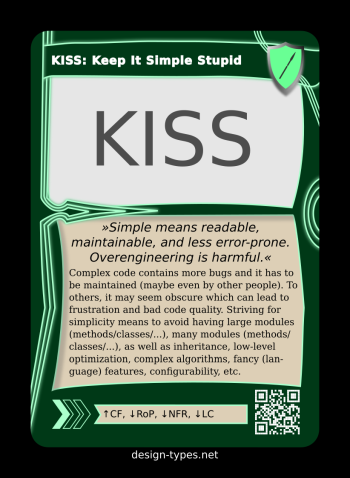 KISS: Keep It Simple Stupid
KISS
»Simple means readable,
maintainable, and less error-prone.
Overengineering is harmful.«
Complex code contains more bugs and it has to
be maintained (maybe even by other people). To
others, it may seem obscure which can lead to
frustration and bad code quality. Striving for
simplicity means to avoid having large modules
(methods/classes/...), many modules (methods/
classes/...), as well as inheritance, low-level
optimization, complex algorithms, fancy (lan-
guage) features, configurability, etc.
↑CF, ↓RoP, ↓NFR, ↓LC
design-types.net